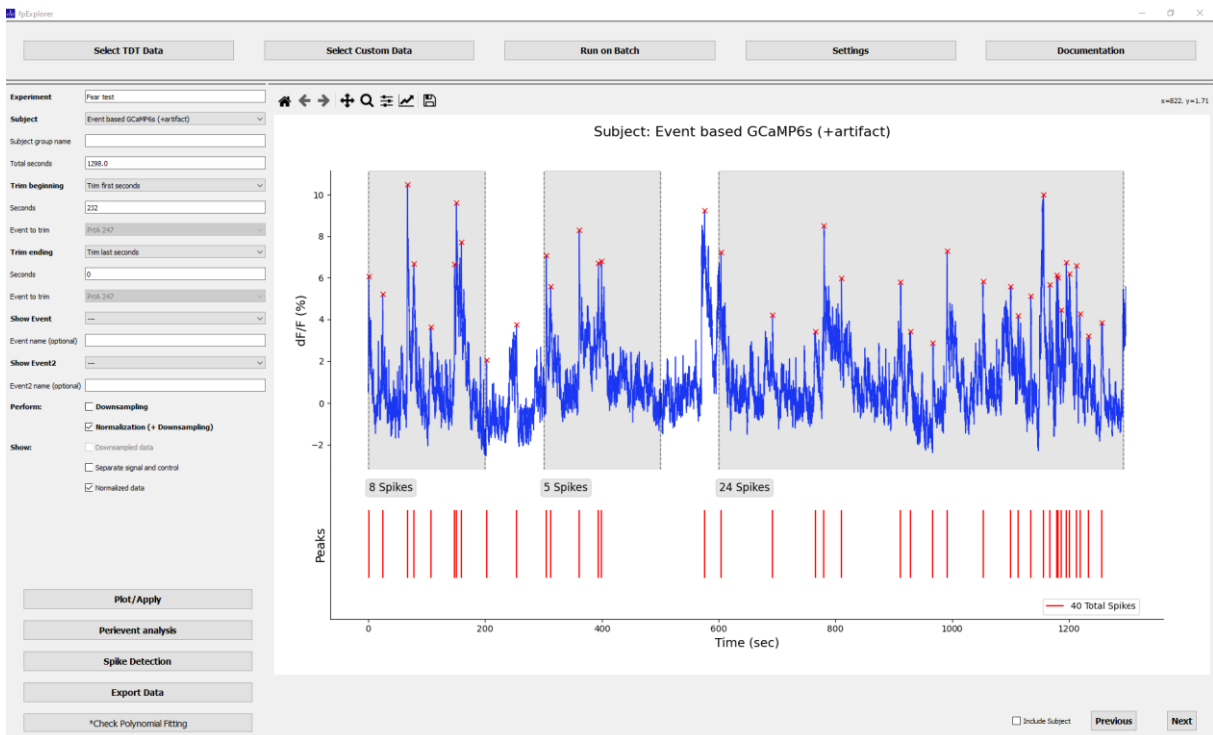 fpExplorer
Select TDT Data Select Custom Data Run on Batch Settings Documentation
Experiment Fear test
Subject Event based GCaMP6s (+artifact)
Subject group name
Total seconds 1298.0
Trim beginning Trim first seconds
Seconds 232
Event to trim PrtA 247
Trim ending Trim last seconds
Seconds 0
Event to trim PrtA 247
Show Event ---
Event name (optional)
Show Event2 ---
Event2 name (optional)
Perform: Downsampling
Normalization (+ Downsampling)
Show: Downsampled data
Separate signal and control
Normalized data
Plot/Apply
Perievent analysis
Spike Detection
Export Data
*Check Polynomial Fitting
x=822. y=1.71
Subject: Event based GCaMP6s (+artifact)
dF/F (%)
10
8
6
4
2
0
−2
8 Spikes 5 Spikes 24 Spikes
Peaks
40 Total Spikes
0 200 400 600 800 1000 1200
Time (sec)
Include Subject Previous Next